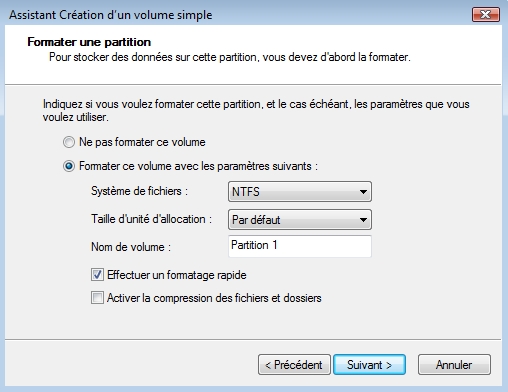 Assistant Création d'un volume simple
Formater une partition
Pour stocker des données sur cette partition, vous devez d'abord la formater.
Indiquez si vous voulez formater cette partition, et le cas échéant, les paramètres que vous
voulez utiliser.
Ne pas formater ce volume
Formater ce volume avec les paramètres suivants :
Système de fichiers : NTFS
Taille d'unité d'allocation : Par défaut
Nom de volume : Partition 1
Effectuer un formatage rapide
Activer la compression des fichiers et dossiers
< Précédent Suivant > Annuler